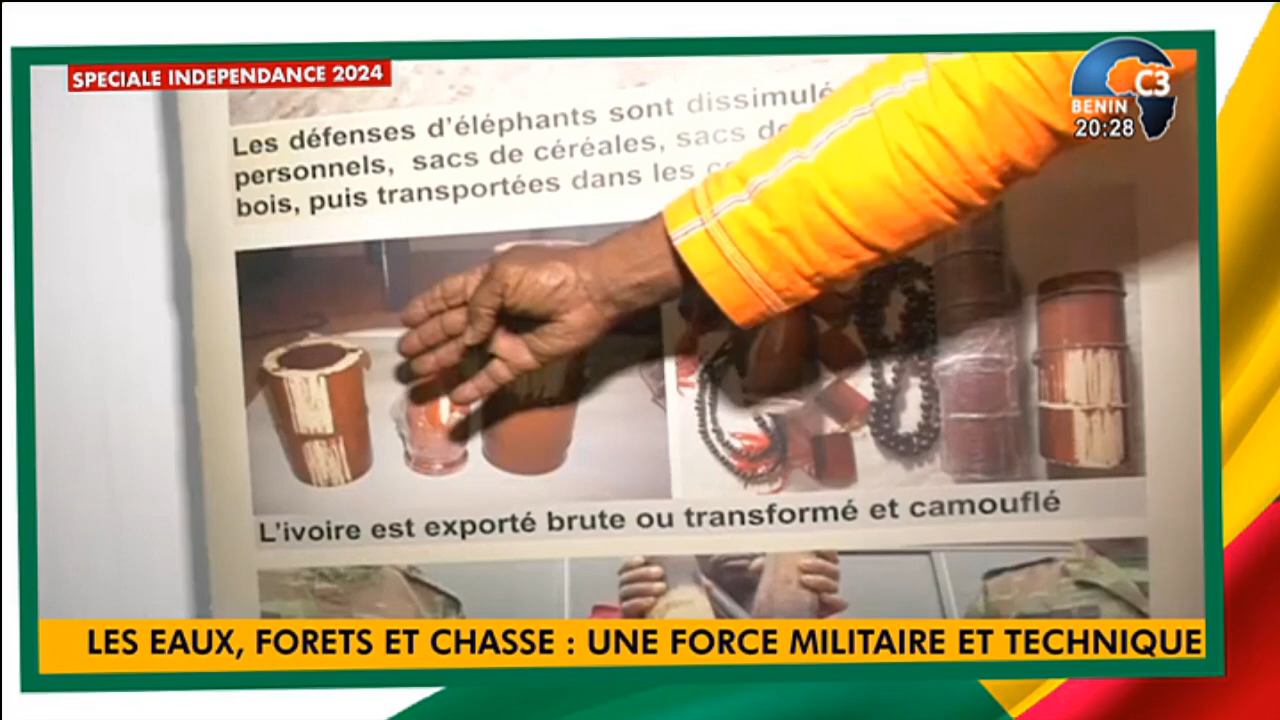 SPECIALE INDEPENDANCE 2024
C3
BENIN
20:28
Les défenses d'éléphants sont dissimulé
personnels, sacs de céréales, sacs de
bois, puis transportées dans les
L'ivoire est exporté brute ou transformé et camouflé
LES EAUX, FORETS ET CHASSE : UNE FORCE MILITAIRE ET TECHNIQUE